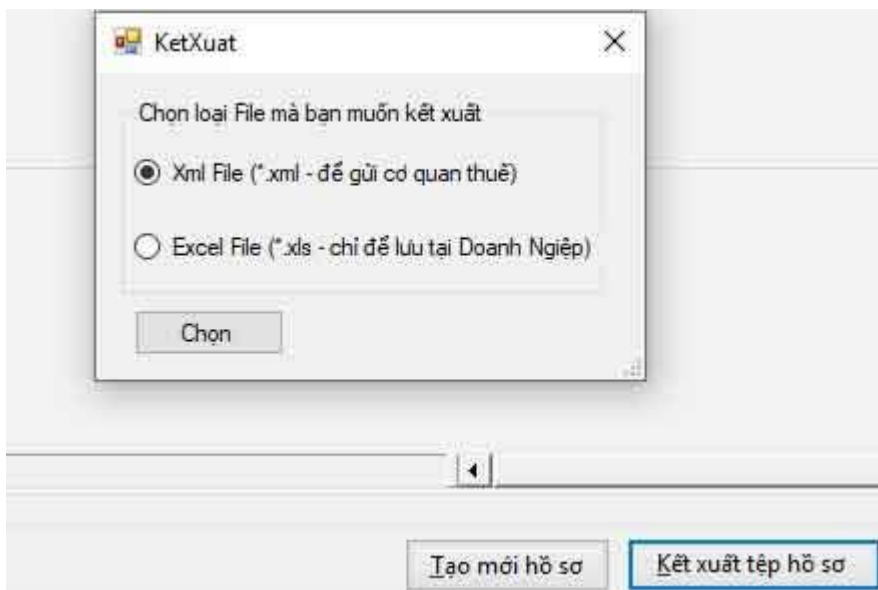 KetXuat
Chọn loại File mà bạn muốn kết xuất
Xml File (*.xml - để gửi cơ quan thuế)
Excel File (*.xls - chỉ để lưu tại Doanh Ngiệp)
Chọn
Tạo mới hồ sơ
Kết xuất tệp hồ sơ